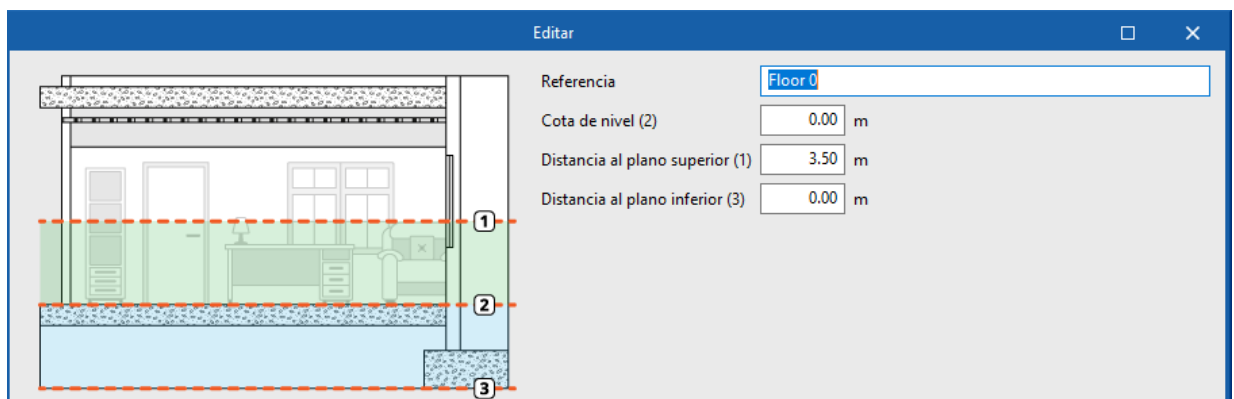 Editar
Referencia Floor 0
Cota de nivel (2) 0.00 m
Distancia al plano superior (1) 3.50 m
Distancia al plano inferior (3) 0.00 m
1
2
3